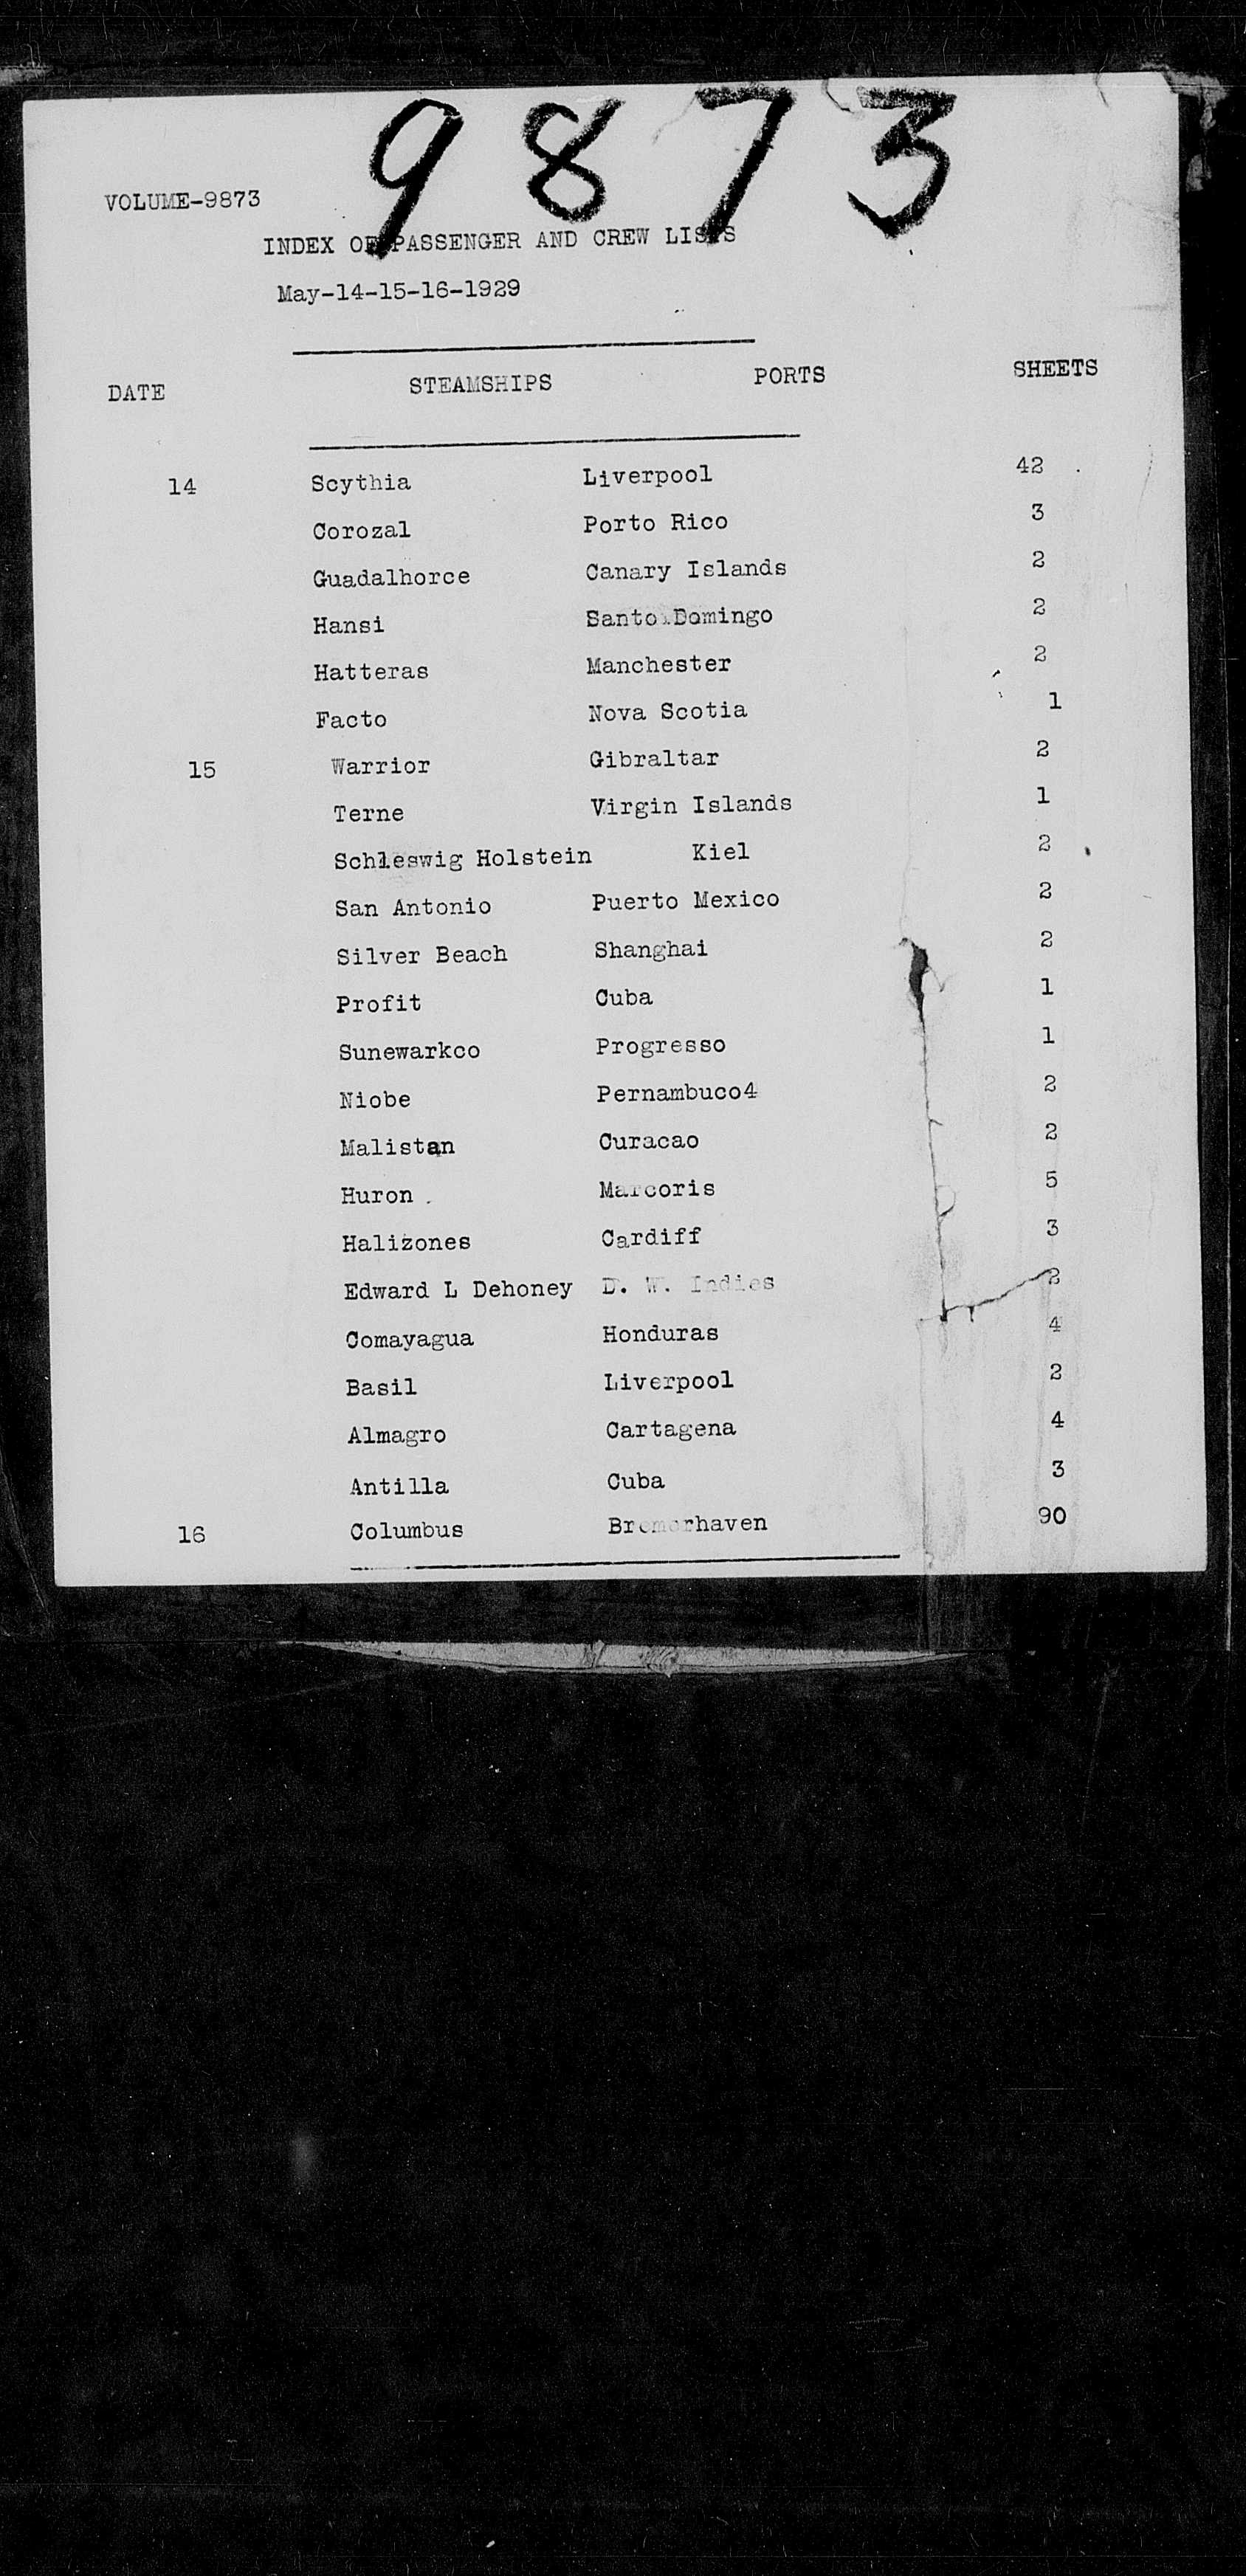 9873
VOLUME-9873
INDEX OF PASSENGER AND CREW LISTS
May-14-15-16-1929
DATE STEAMSHIPS PORTS SHEETS
14 Scythia Liverpool 42
Corozal Porto Rico 3
Guadalhorce Canary Islands 2
Hansi Santo Domingo 2
Hatteras Manchester 2
Facto Nova Scotia 1
15 Warrior Gibraltar 2
Terne Virgin Islands 1
Schleswig Holstein Kiel 2
San Antonio Puerto Mexico 2
Silver Beach Shanghai 2
Profit Cuba 1
Sunewarkco Progresso 1
Niobe Pernambuco4 2
Malistan Curacao 2
Huron Marcoris 5
Halizones Cardiff 3
Edward L Dehoney D. W. Indies 2
Comayagua Honduras 4
Basil Liverpool 2
Almagro Cartagena 4
Antilla Cuba 3
16 Columbus Bremerhaven 90